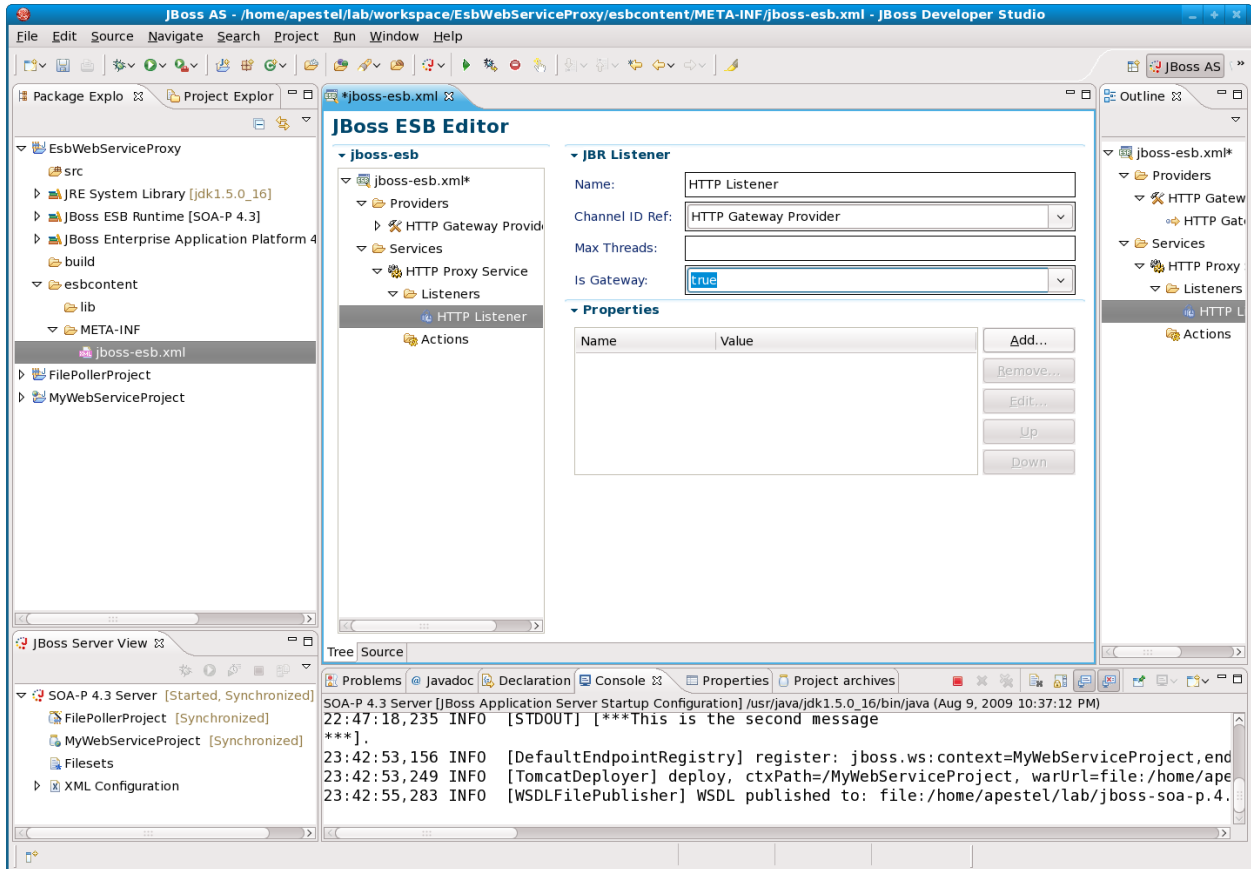 JBoss AS - /home/apestel/lab/workspace/EsbWebServiceProxy/esbcontent/META-INF/jboss-esb.xml - JBoss Developer Studio
File Edit Source Navigate Search Project Run Window Help
JBoss AS
Package Explo
Project Explor
EsbWebServiceProxy
src
JRE System Library [jdk1.5.0_16]
JBoss ESB Runtime [SOA-P 4.3]
JBoss Enterprise Application Platform 4
build
esbcontent
lib
META-INF
jboss-esb.xml
FilePollerProject
MyWebServiceProject
*jboss-esb.xml
JBoss ESB Editor
jboss-esb
jboss-esb.xml*
Providers
HTTP Gateway Provid
Services
HTTP Proxy Service
Listeners
HTTP Listener
Actions
JBR Listener
Name: HTTP Listener
Channel ID Ref: HTTP Gateway Provider
Max Threads:
Is Gateway: true
Properties
Name Value
Add...
Remove...
Edit...
Up
Down
Tree Source
Outline
jboss-esb.xml*
Providers
HTTP Gatew
HTTP Gat
Services
HTTP Proxy
Listeners
HTTP L
Actions
JBoss Server View
SOA-P 4.3 Server [Started, Synchronized]
FilePollerProject [Synchronized]
MyWebServiceProject [Synchronized]
Filesets
XML Configuration
Problems @ Javadoc Declaration Console Properties Project archives
SOA-P 4.3 Server [JBoss Application Server Startup Configuration] /usr/java/jdk1.5.0_16/bin/java (Aug 9, 2009 10:37:12 PM)
22:47:18,235 INFO [STDOUT] [***This is the second message
***].
23:42:53,156 INFO [DefaultEndpointRegistry] register: jboss.ws:context=MyWebServiceProject,end
23:42:53,249 INFO [TomcatDeployer] deploy, ctxPath=/MyWebServiceProject, warUrl=file:/home/ape
23:42:55,283 INFO [WSDLFilePublisher] WSDL published to: file:/home/apestel/lab/jboss-soa-p.4.